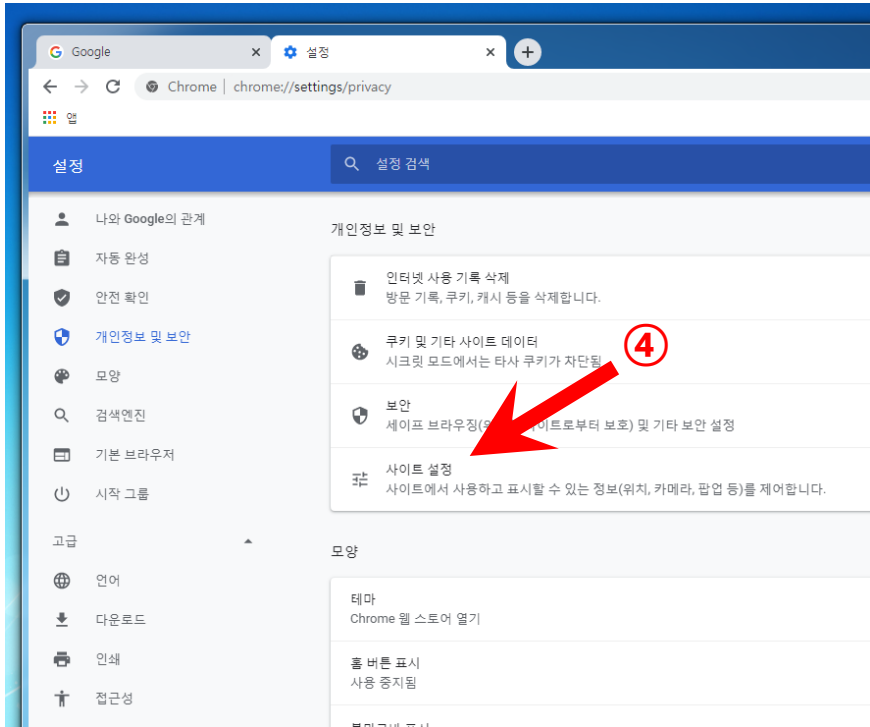 Google
설정
Chrome | chrome://settings/privacy
앱
설정
설정 검색
나와 Google의 관계
자동 완성
안전 확인
개인정보 및 보안
모양
검색엔진
기본 브라우저
시작 그룹
고급
언어
다운로드
인쇄
접근성
개인정보 및 보안
인터넷 사용 기록 삭제
방문 기록, 쿠키, 캐시 등을 삭제합니다.
쿠키 및 기타 사이트 데이터
시크릿 모드에서는 타사 쿠키가 차단됨
④
보안
세이프 브라우징( 사이트로부터 보호) 및 기타 보안 설정
사이트 설정
사이트에서 사용하고 표시할 수 있는 정보(위치, 카메라, 팝업 등)를 제어합니다.
모양
테마
Chrome 웹 스토어 열기
홈 버튼 표시
사용 중지됨